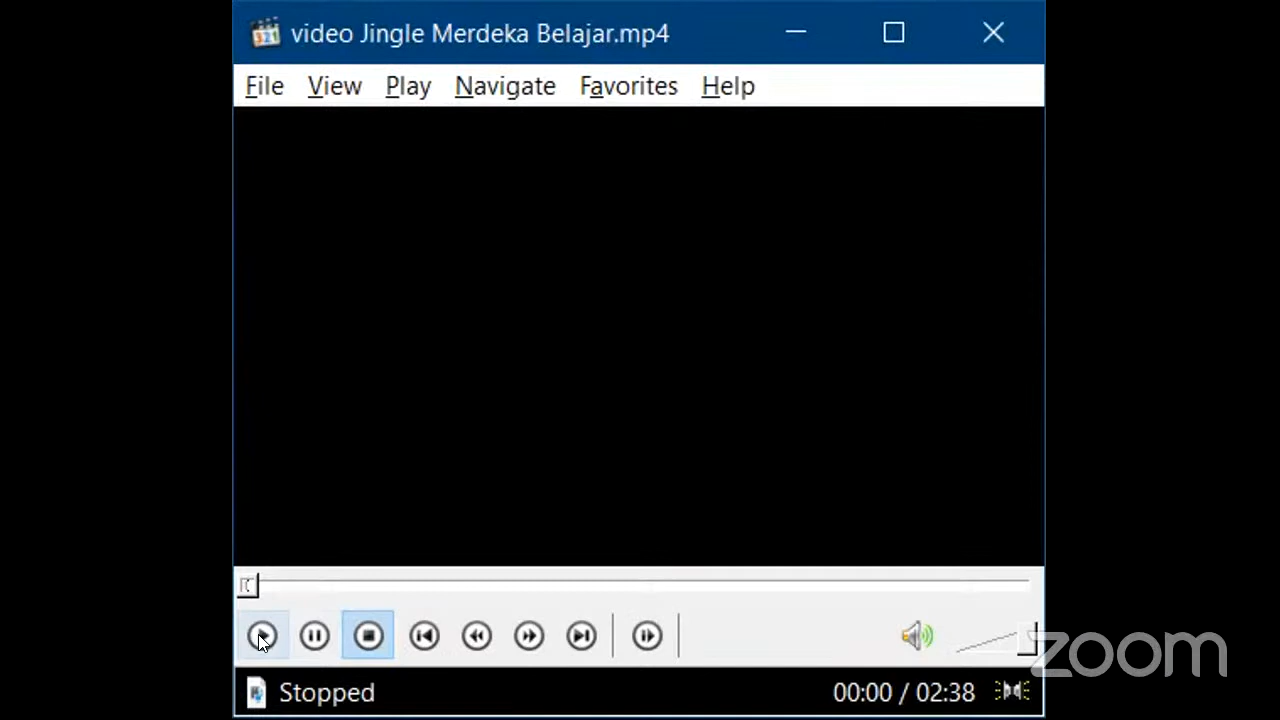 video Jingle Merdeka Belajar.mp4
File View Play Navigate Favorites Help
zoom
Stopped 00:00 / 02:38